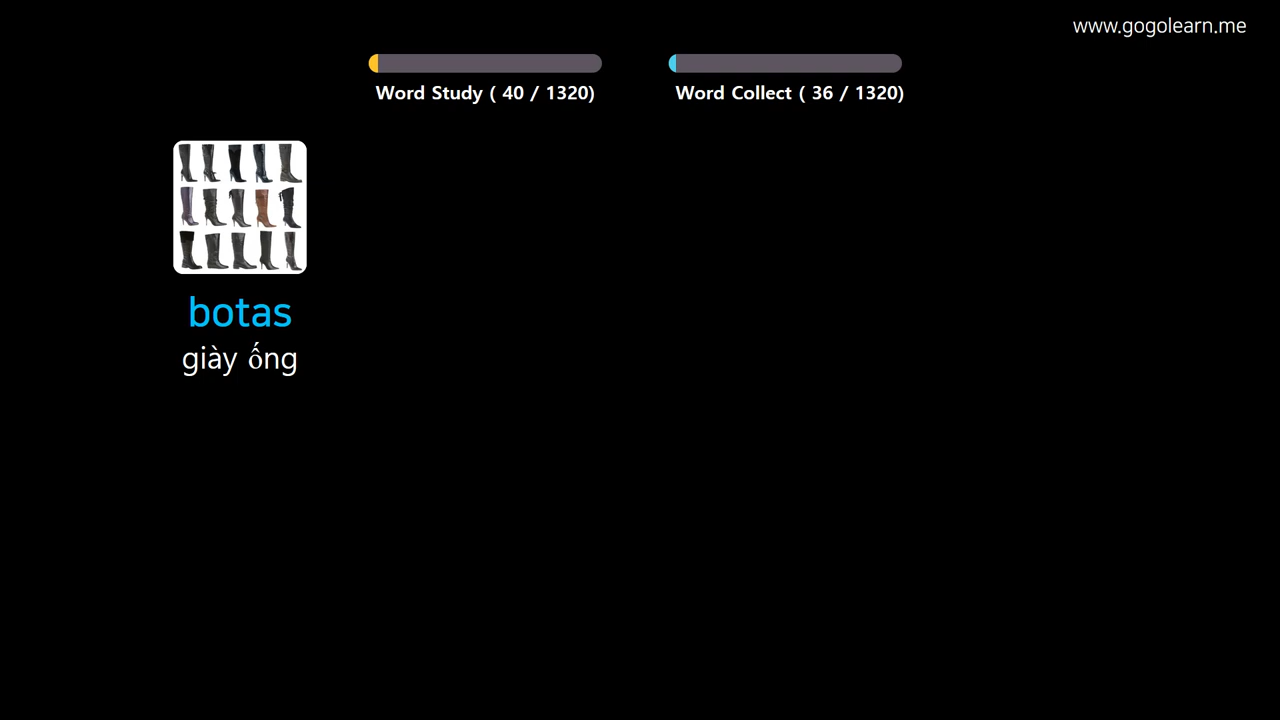 www.gogolearn.me
Word Study ( 40 / 1320)
Word Collect ( 36 / 1320)
botas
giày ống